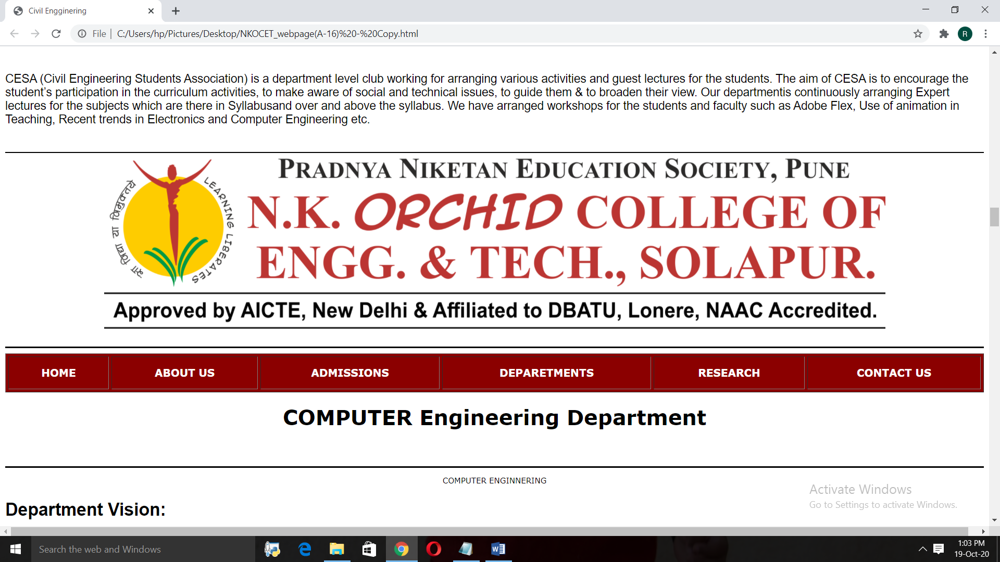 Civil Engginering
File | C:/Users/hp/Pictures/Desktop/NKOCET_webpage(A-16)%20-%20Copy.html
R
CESA (Civil Engineering Students Association) is a department level club working for arranging various activities and guest lectures for the students. The aim of CESA is to encourage the
student’s participation in the curriculum activities, to make aware of social and technical issues, to guide them & to broaden their view. Our departmentis continuously arranging Expert
lectures for the subjects which are there in Syllabusand over and above the syllabus. We have arranged workshops for the students and faculty such as Adobe Flex, Use of animation in
Teaching, Recent trends in Electronics and Computer Engineering etc.
सा विद्या या विमुक्तये
LEARNING LIBERATES
PRADNYA NIKETAN EDUCATION SOCIETY, PUNE
N.K. ORCHID COLLEGE OF
ENGG. & TECH., SOLAPUR.
Approved by AICTE, New Delhi & Affiliated to DBATU, Lonere, NAAC Accredited.
HOME ABOUT US ADMISSIONS DEPARETMENTS RESEARCH CONTACT US
COMPUTER Engineering Department
COMPUTER ENGINNERING
Department Vision:
Activate Windows
Go to Settings to activate Windows.
Search the web and Windows
1:03 PM
19-Oct-20